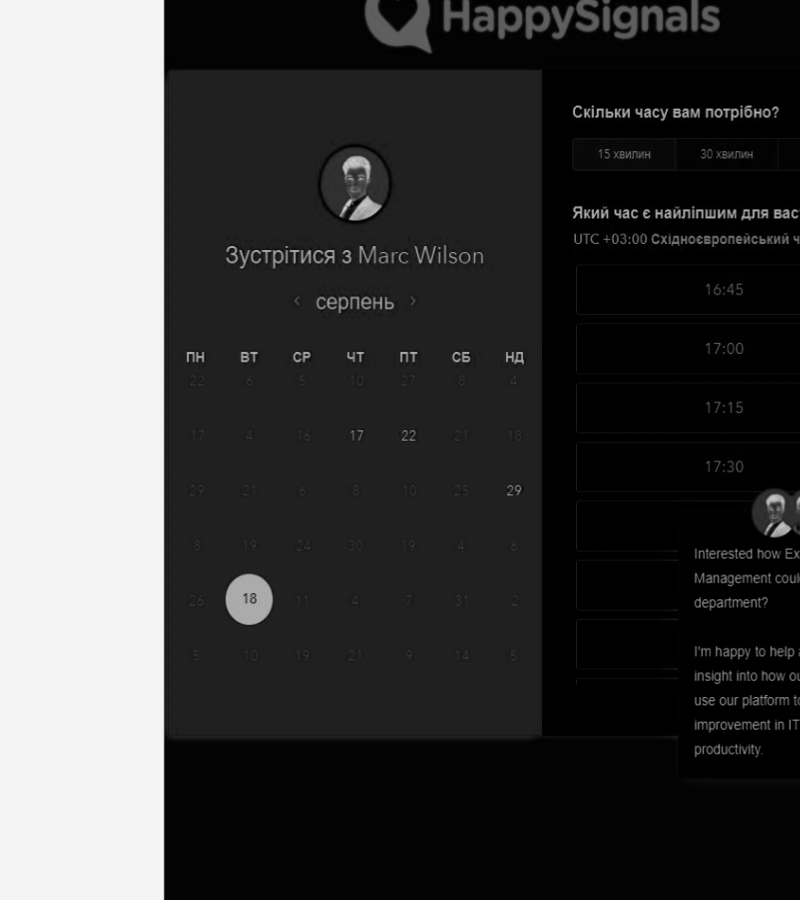 HappySignals
Зустрітися з Marc Wilson
‹ серпень ›
ПН ВТ СР ЧТ ПТ СБ НД
22 6 5 10 27 8 4
17 4 16 17 22 21 18
29 21 6 8 10 25 29
8 19 24 30 19 4 6
26 18 11 4 7 31 2
5 10 19 21 9 14 5
Скільки часу вам потрібно?
15 хвилин 30 хвилин
Який час є найліпшим для вас
UTC +03:00 Східноєвропейський ч
16:45
17:00
17:15
17:30
Interested how Ex
Management coul
department?
I'm happy to help a
insight into how ou
use our platform to
improvement in IT
productivity.